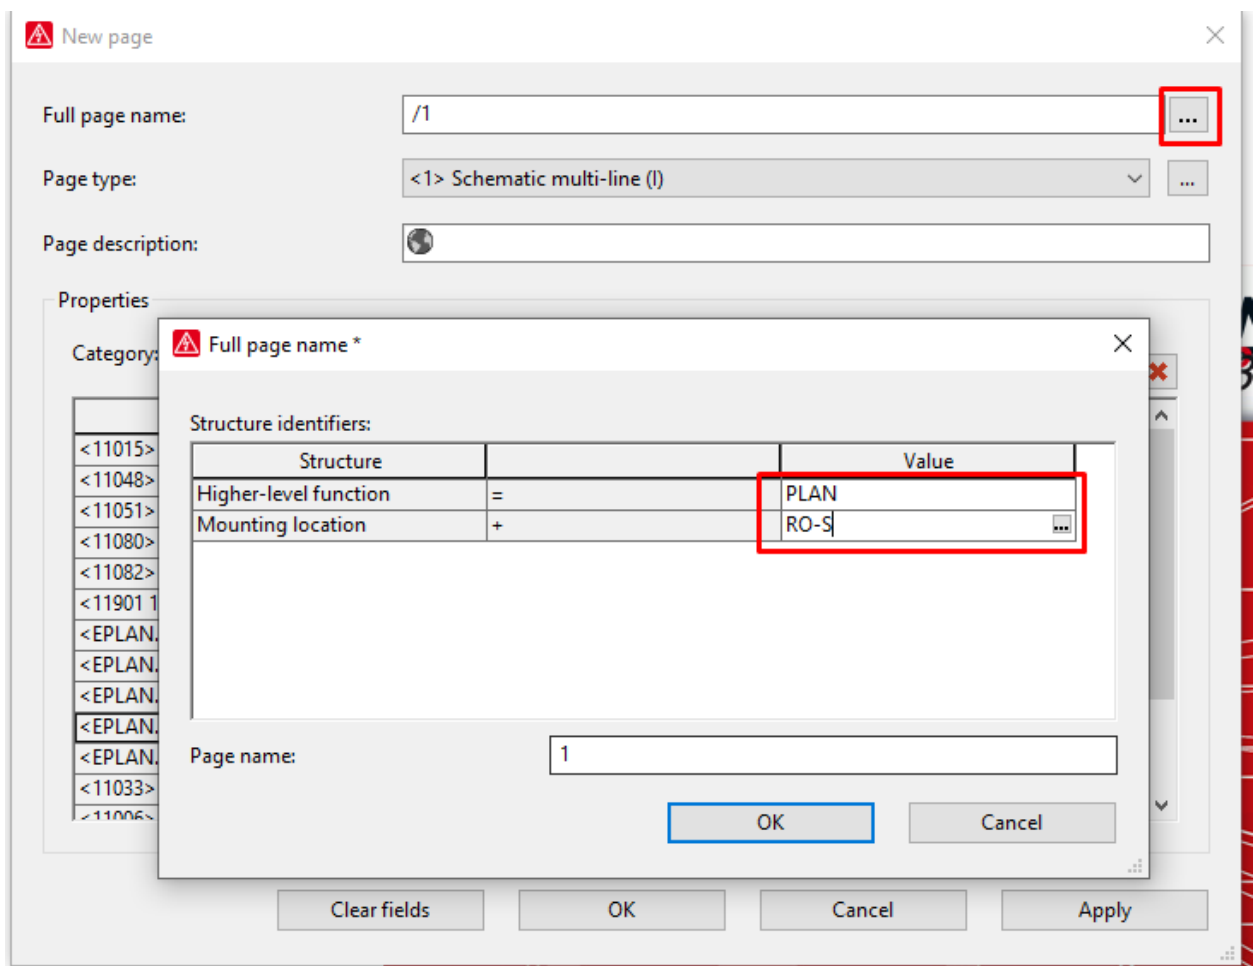 New page
Full page name:
/1
...
Page type:
<1> Schematic multi-line (I)
...
Page description:
Properties
Category:
Full page name *
Structure identifiers:
Structure Value
Higher-level function = PLAN
Mounting location + RO-S ...
Page name:
1
OK
Cancel
<11015>
<11048>
<11051>
<11080>
<11082>
<11901 1
<EPLAN.
<EPLAN.
<EPLAN.
<EPLAN.
<EPLAN.
<11033>
<11006>
Clear fields
OK
Cancel
Apply